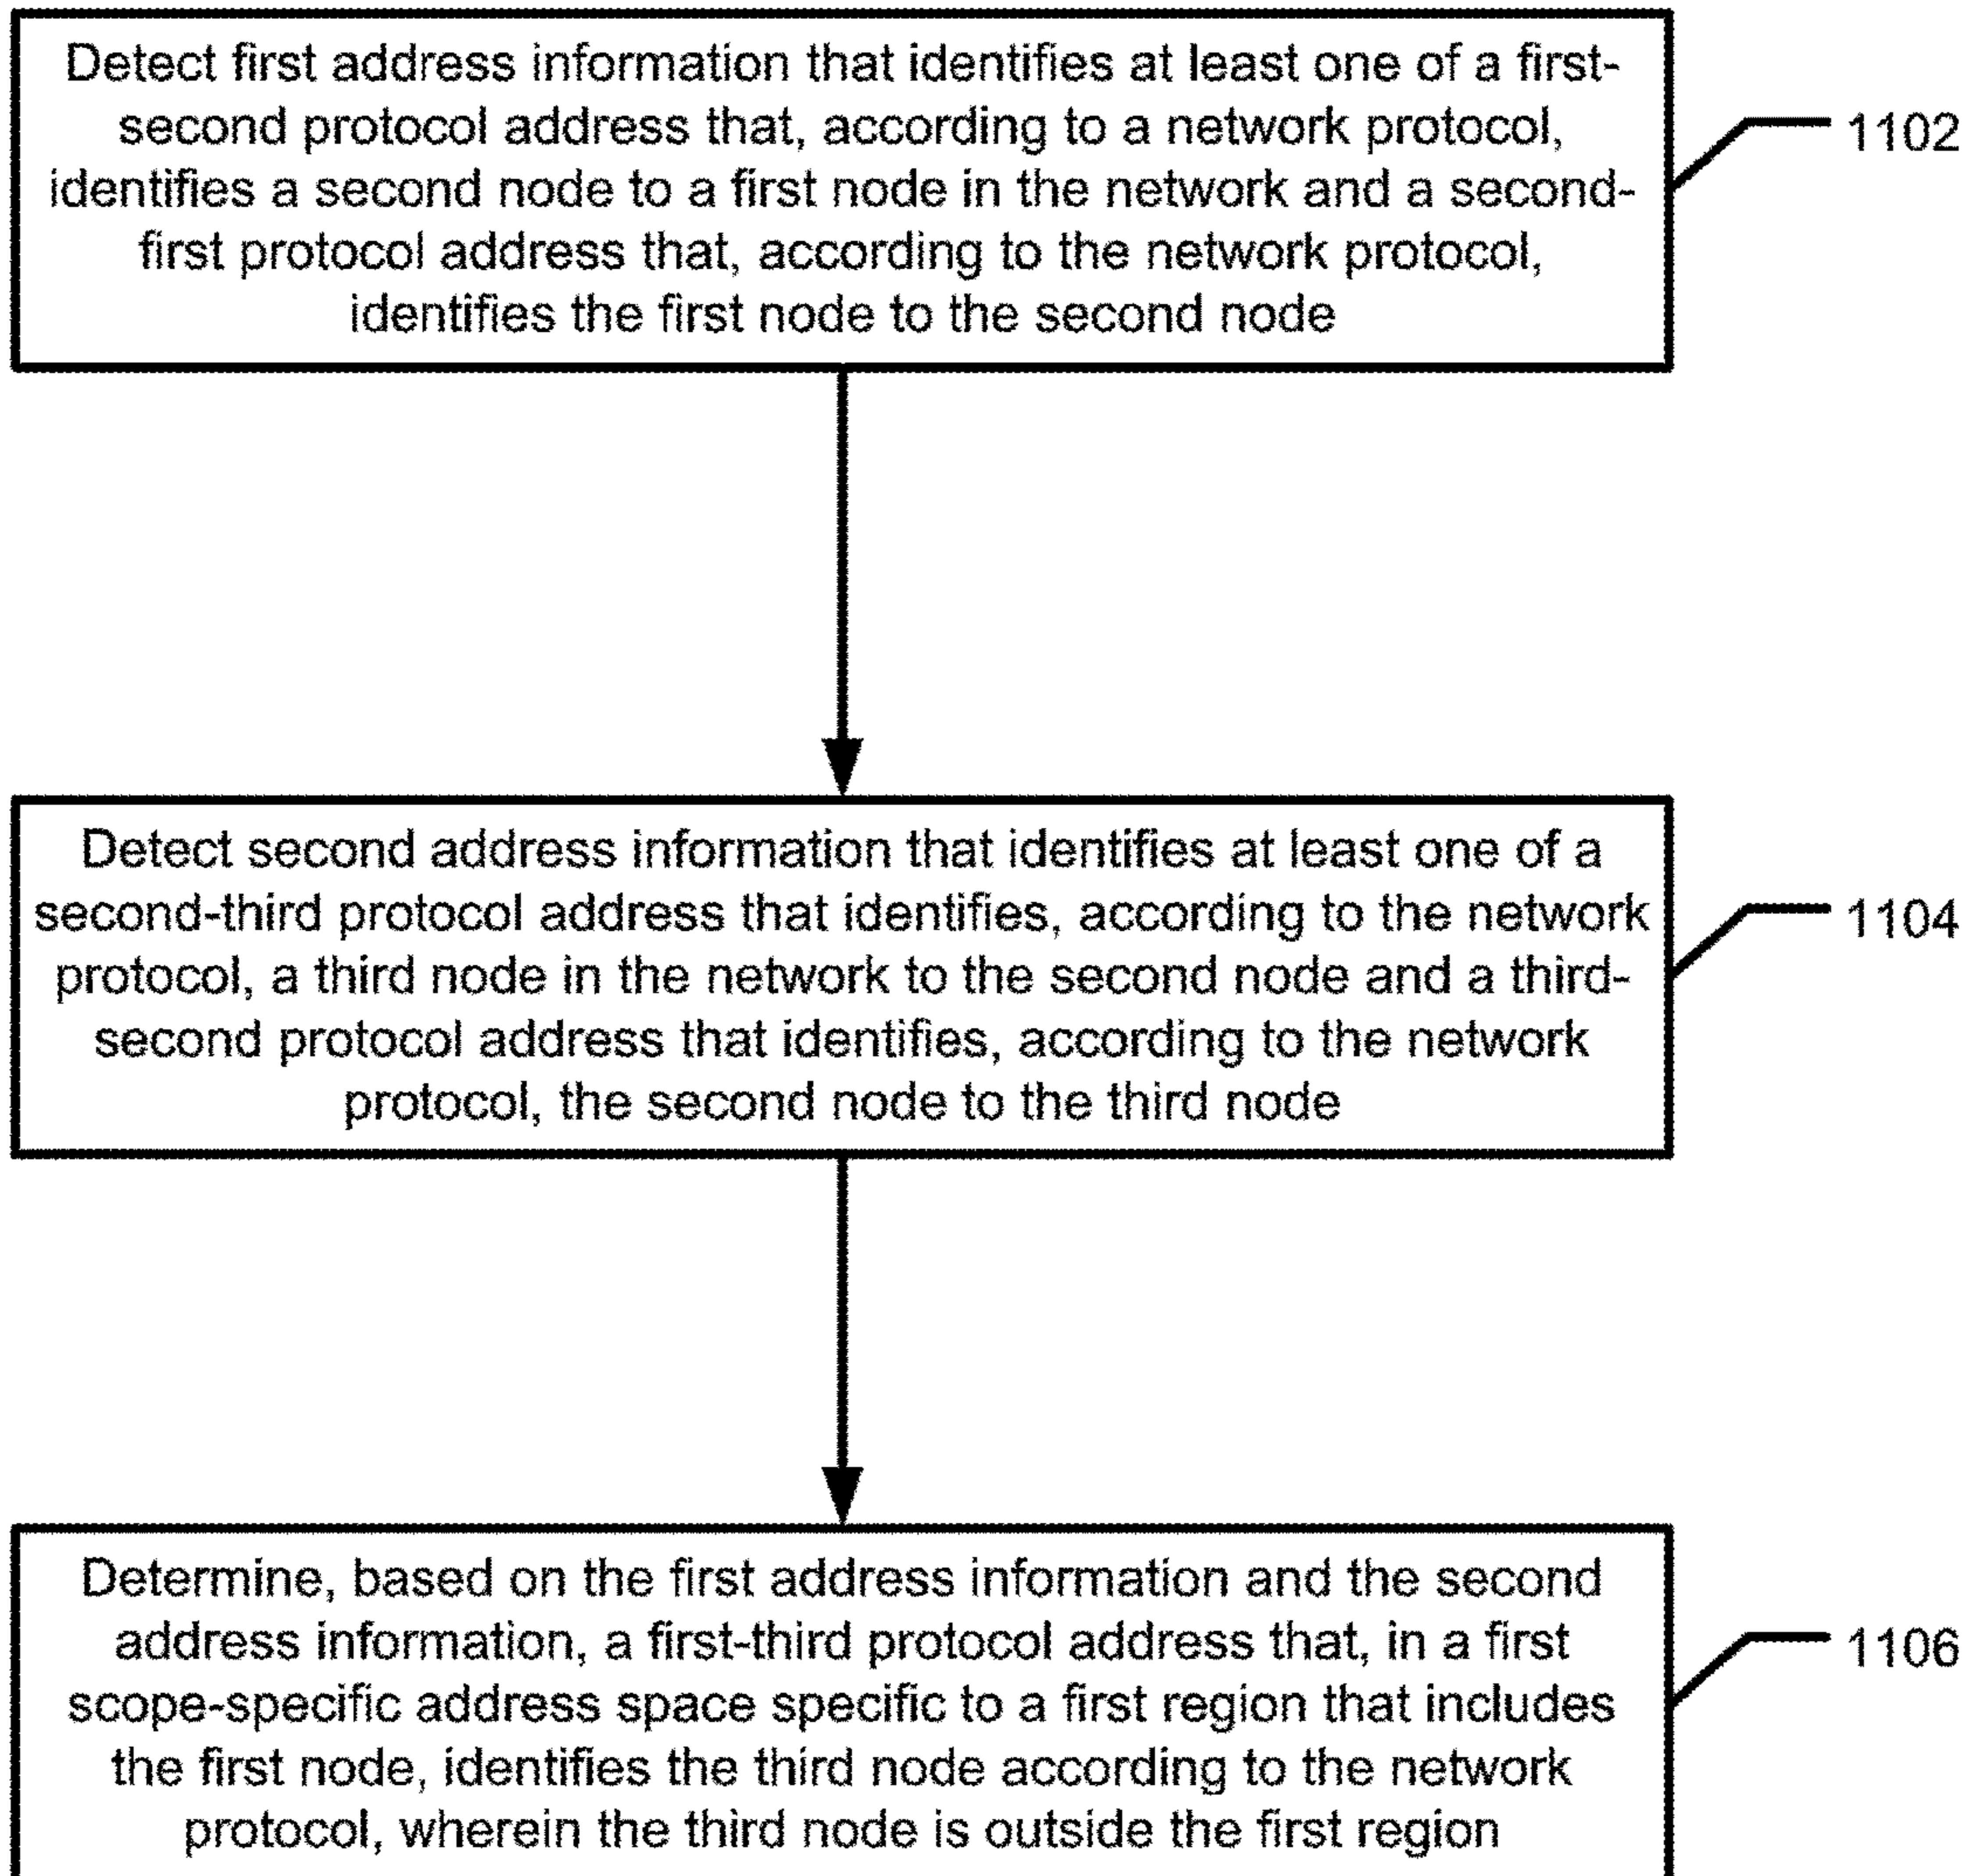 Detect first address information that identifies at least one of a first-
second protocol address that, according to a network protocol,
identifies a second node to a first node in the network and a second-
first protocol address that, according to the network protocol,
identifies the first node to the second node
1102
Detect second address information that identifies at least one of a
second-third protocol address that identifies, according to the network
protocol, a third node in the network to the second node and a third-
second protocol address that identifies, according to the network
protocol, the second node to the third node
1104
Determine, based on the first address information and the second
address information, a first-third protocol address that, in a first
scope-specific address space specific to a first region that includes
the first node, identifies the third node according to the network
protocol, wherein the third node is outside the first region
1106